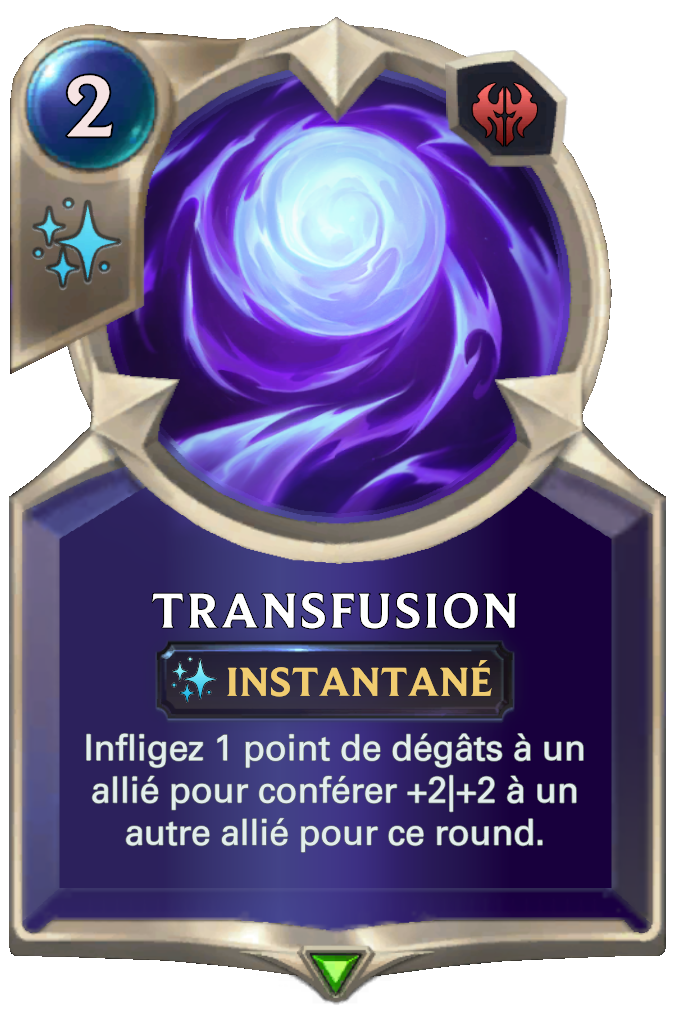 2
TRANSFUSION
INSTANTANÉ
Infligez 1 point de dégâts à un
allié pour conférer +2|+2 à un
autre allié pour ce round.